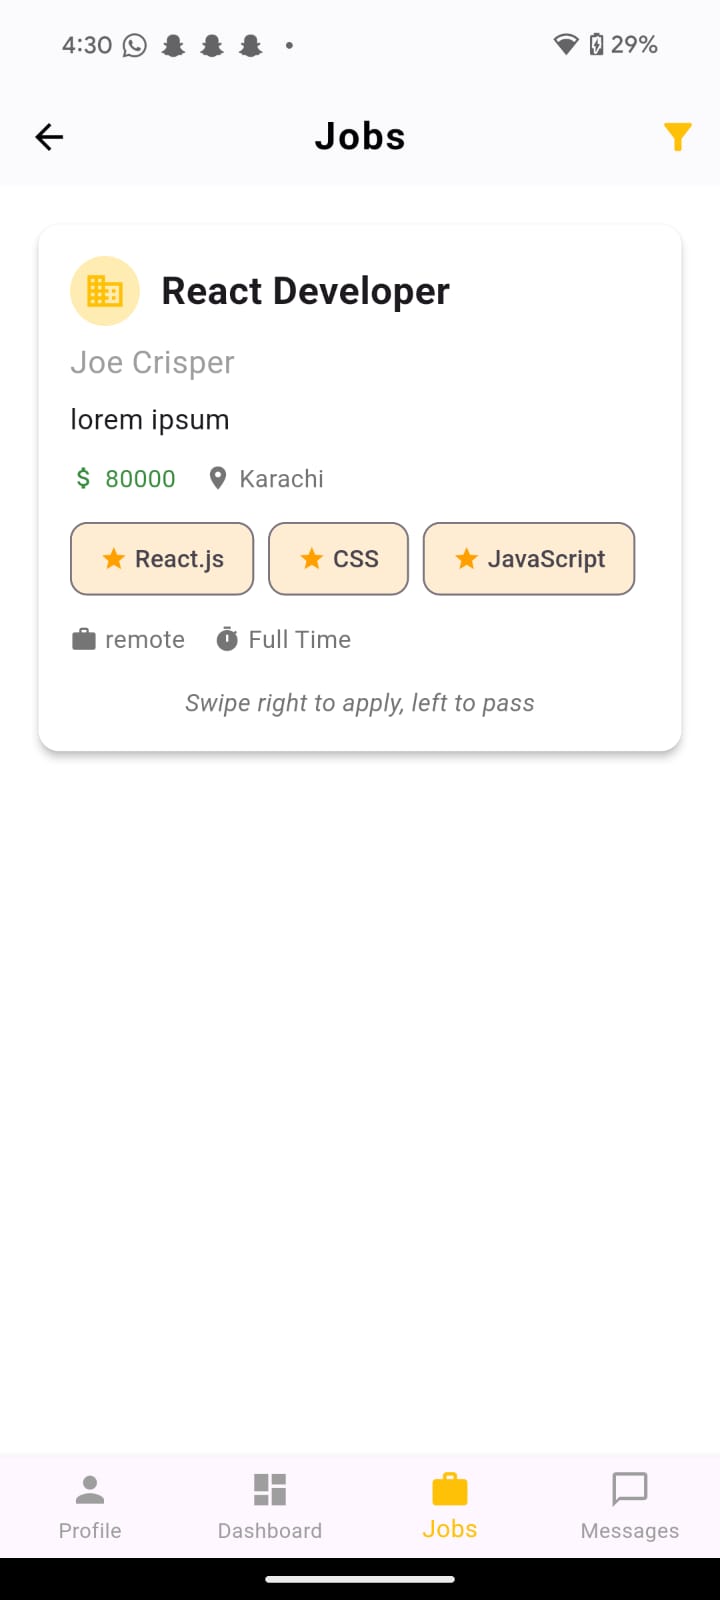 4:30 29%
Jobs
React Developer
Joe Crisper
lorem ipsum
$ 80000 Karachi
React.js CSS JavaScript
remote Full Time
Swipe right to apply, left to pass
Profile Dashboard Jobs Messages